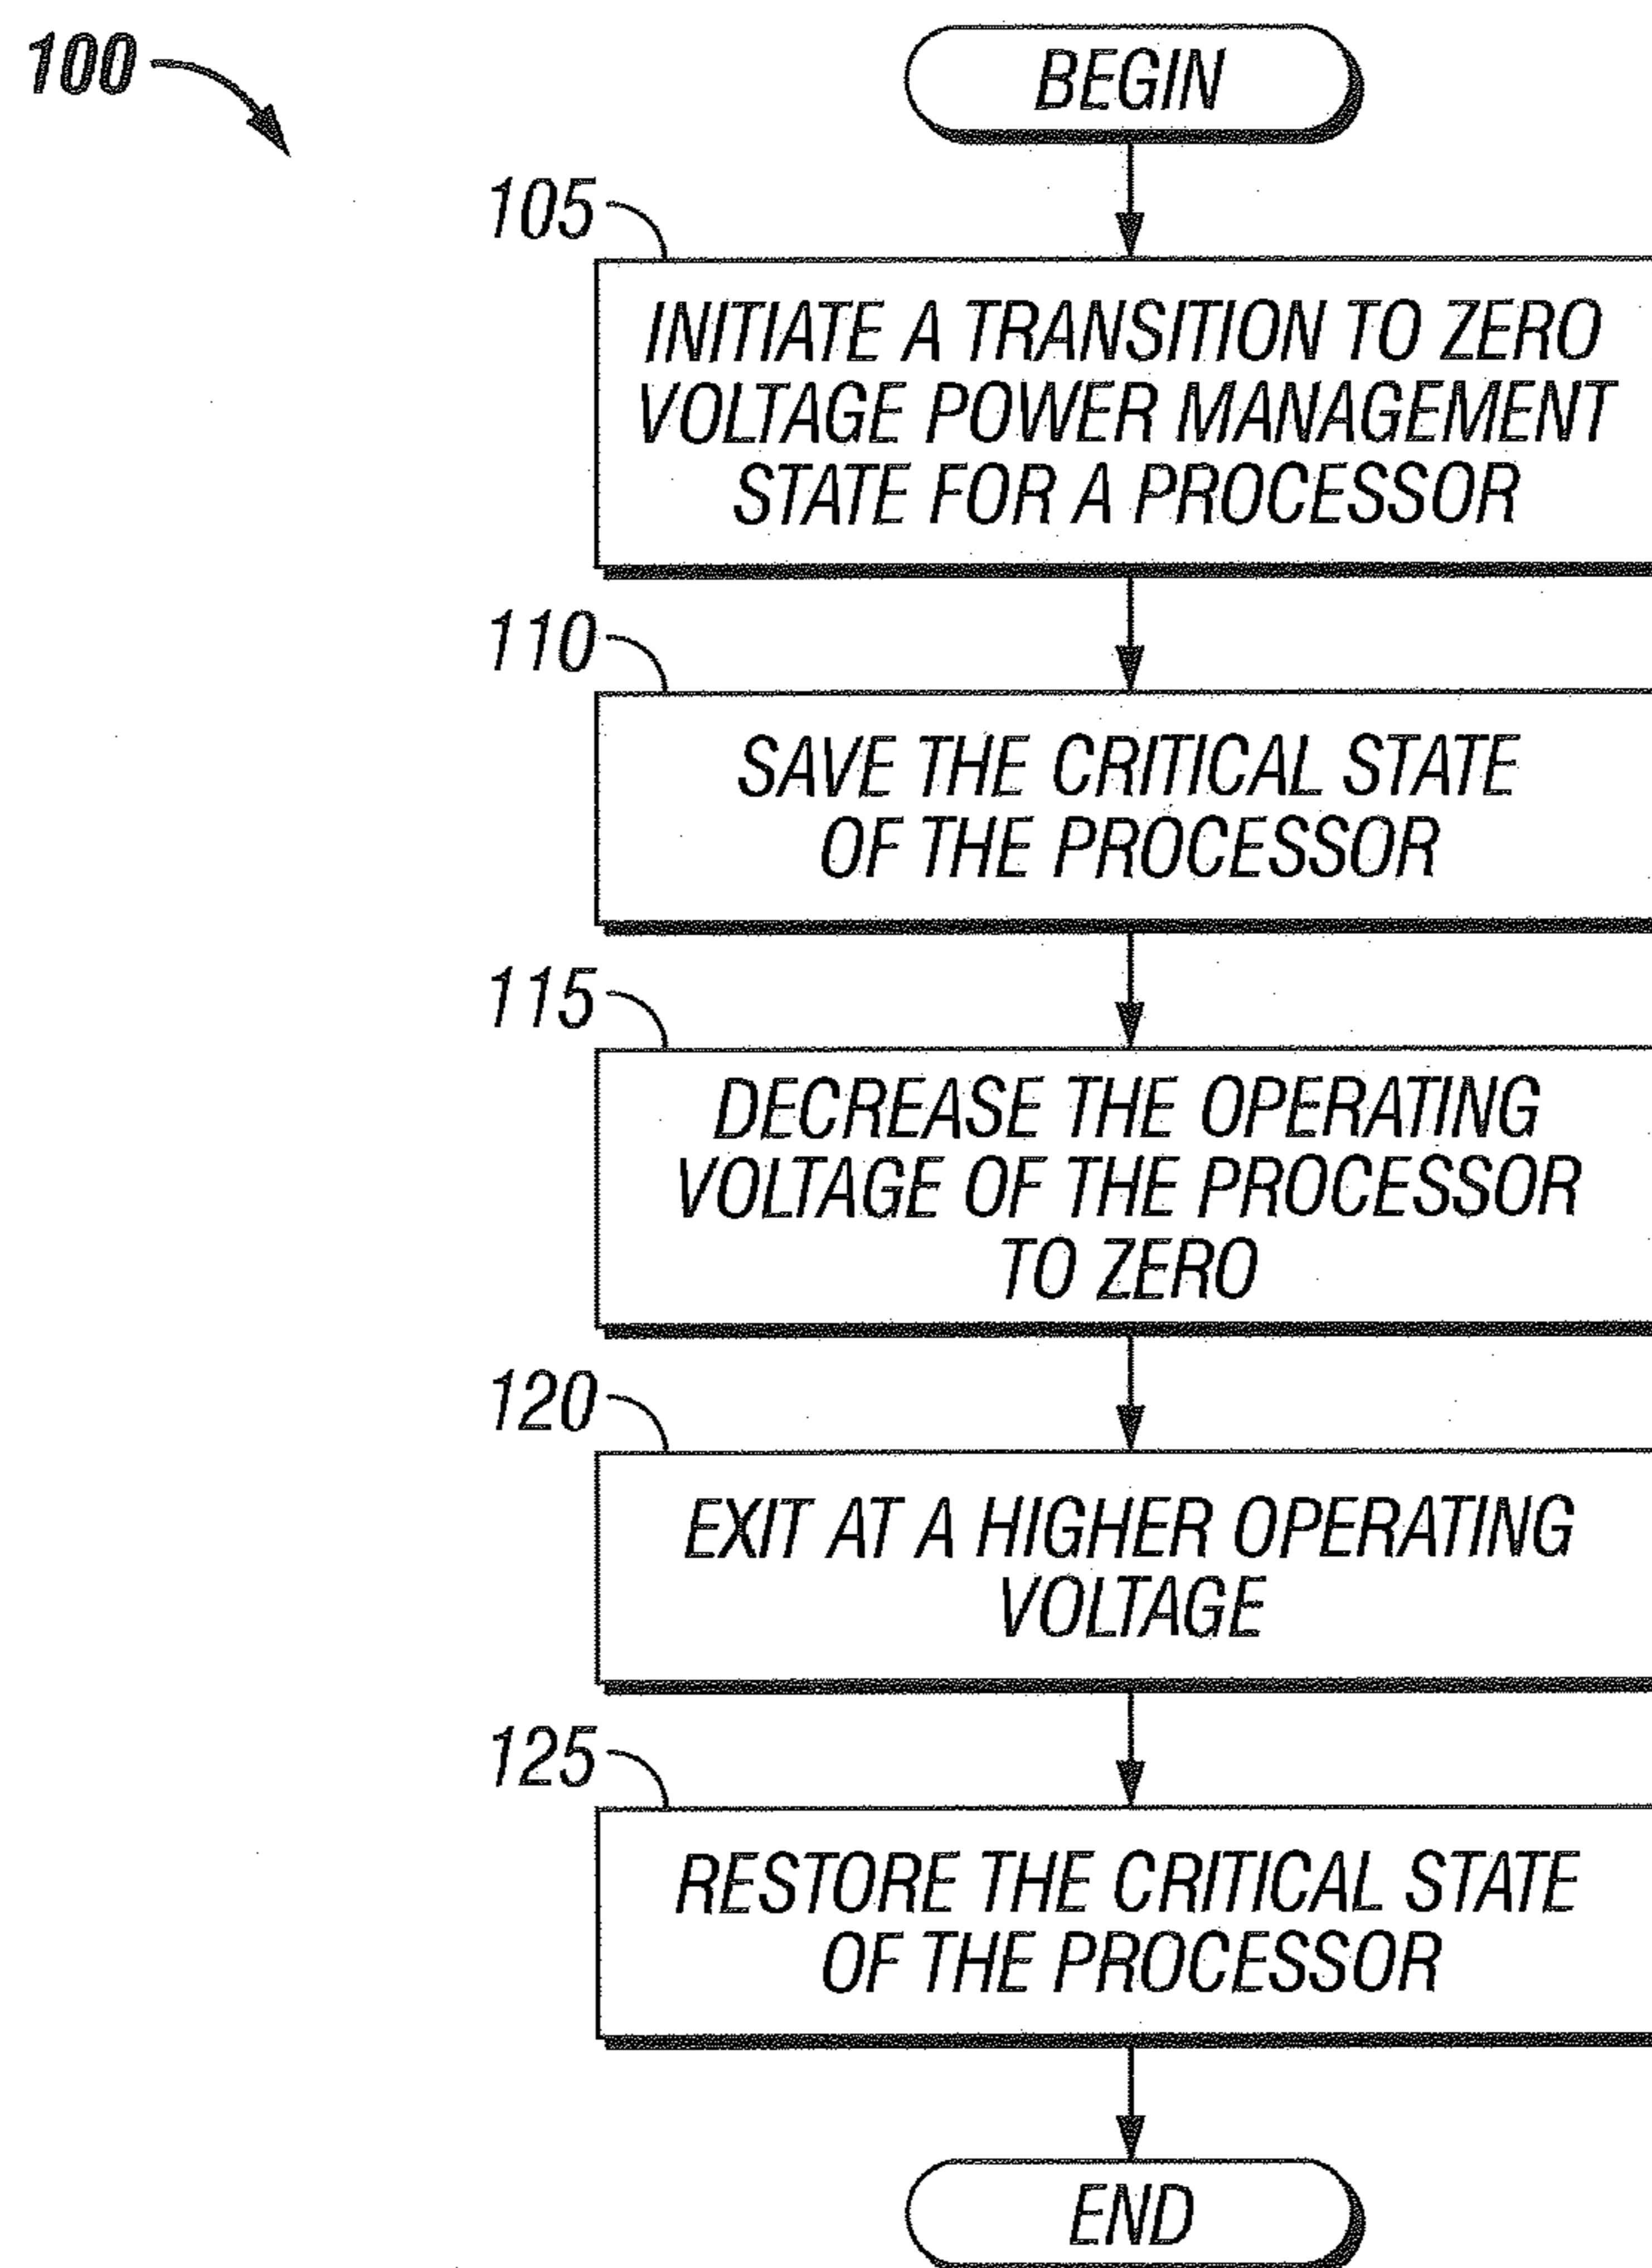 100
BEGIN
105
INITIATE A TRANSITION TO ZERO
VOLTAGE POWER MANAGEMENT
STATE FOR A PROCESSOR
110
SAVE THE CRITICAL STATE
OF THE PROCESSOR
115
DECREASE THE OPERATING
VOLTAGE OF THE PROCESSOR
TO ZERO
120
EXIT AT A HIGHER OPERATING
VOLTAGE
125
RESTORE THE CRITICAL STATE
OF THE PROCESSOR
END